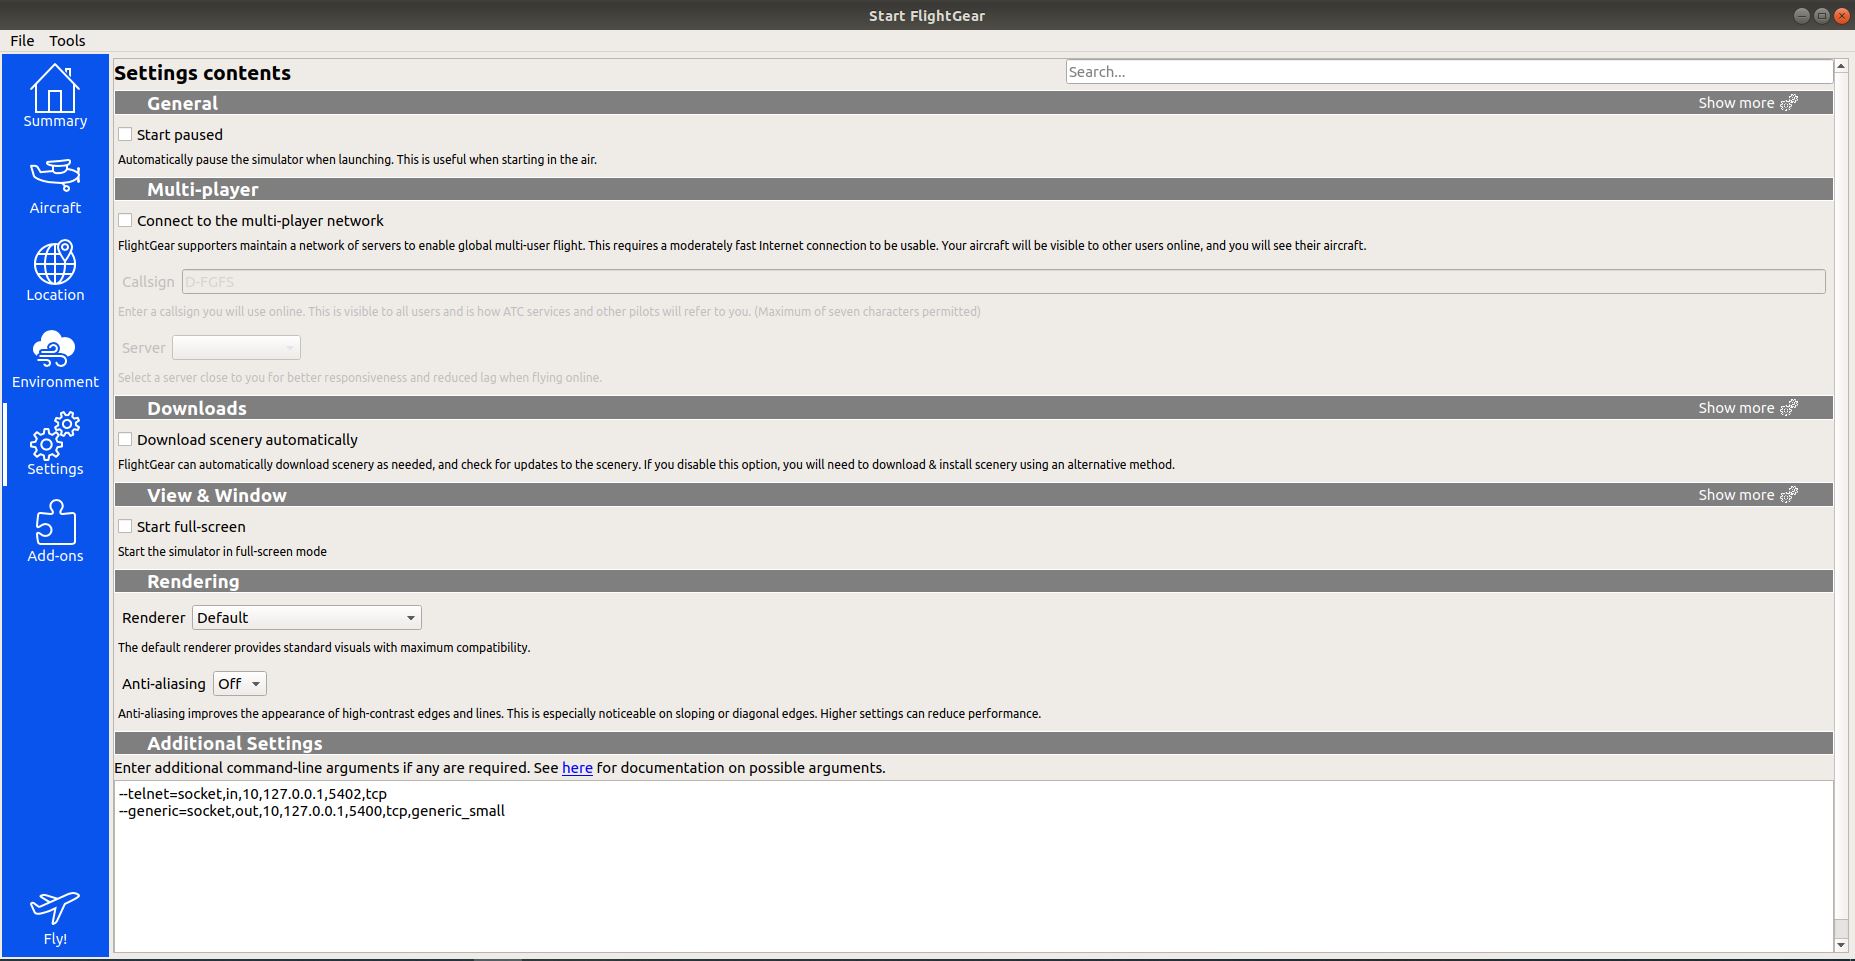 Start FlightGear
File Tools
Summary
Aircraft
Location
Environment
Settings
Add-ons
Fly!
Settings contents
Search...
General Show more
Start paused
Automatically pause the simulator when launching. This is useful when starting in the air.
Multi-player
Connect to the multi-player network
FlightGear supporters maintain a network of servers to enable global multi-user flight. This requires a moderately fast Internet connection to be usable. Your aircraft will be visible to other users online, and you will see their aircraft.
Callsign D-FGFS
Enter a callsign you will use online. This is visible to all users and is how ATC services and other pilots will refer to you. (Maximum of seven characters permitted)
Server
Select a server close to you for better responsiveness and reduced lag when flying online.
Downloads Show more
Download scenery automatically
FlightGear can automatically download scenery as needed, and check for updates to the scenery. If you disable this option, you will need to download & install scenery using an alternative method.
View & Window Show more
Start full-screen
Start the simulator in full-screen mode
Rendering
Renderer Default
The default renderer provides standard visuals with maximum compatibility.
Anti-aliasing Off
Anti-aliasing improves the appearance of high-contrast edges and lines. This is especially noticeable on sloping or diagonal edges. Higher settings can reduce performance.
Additional Settings
Enter additional command-line arguments if any are required. See here for documentation on possible arguments.
--telnet=socket,in,10,127.0.0.1,5402,tcp
--generic=socket,out,10,127.0.0.1,5400,tcp,generic_small